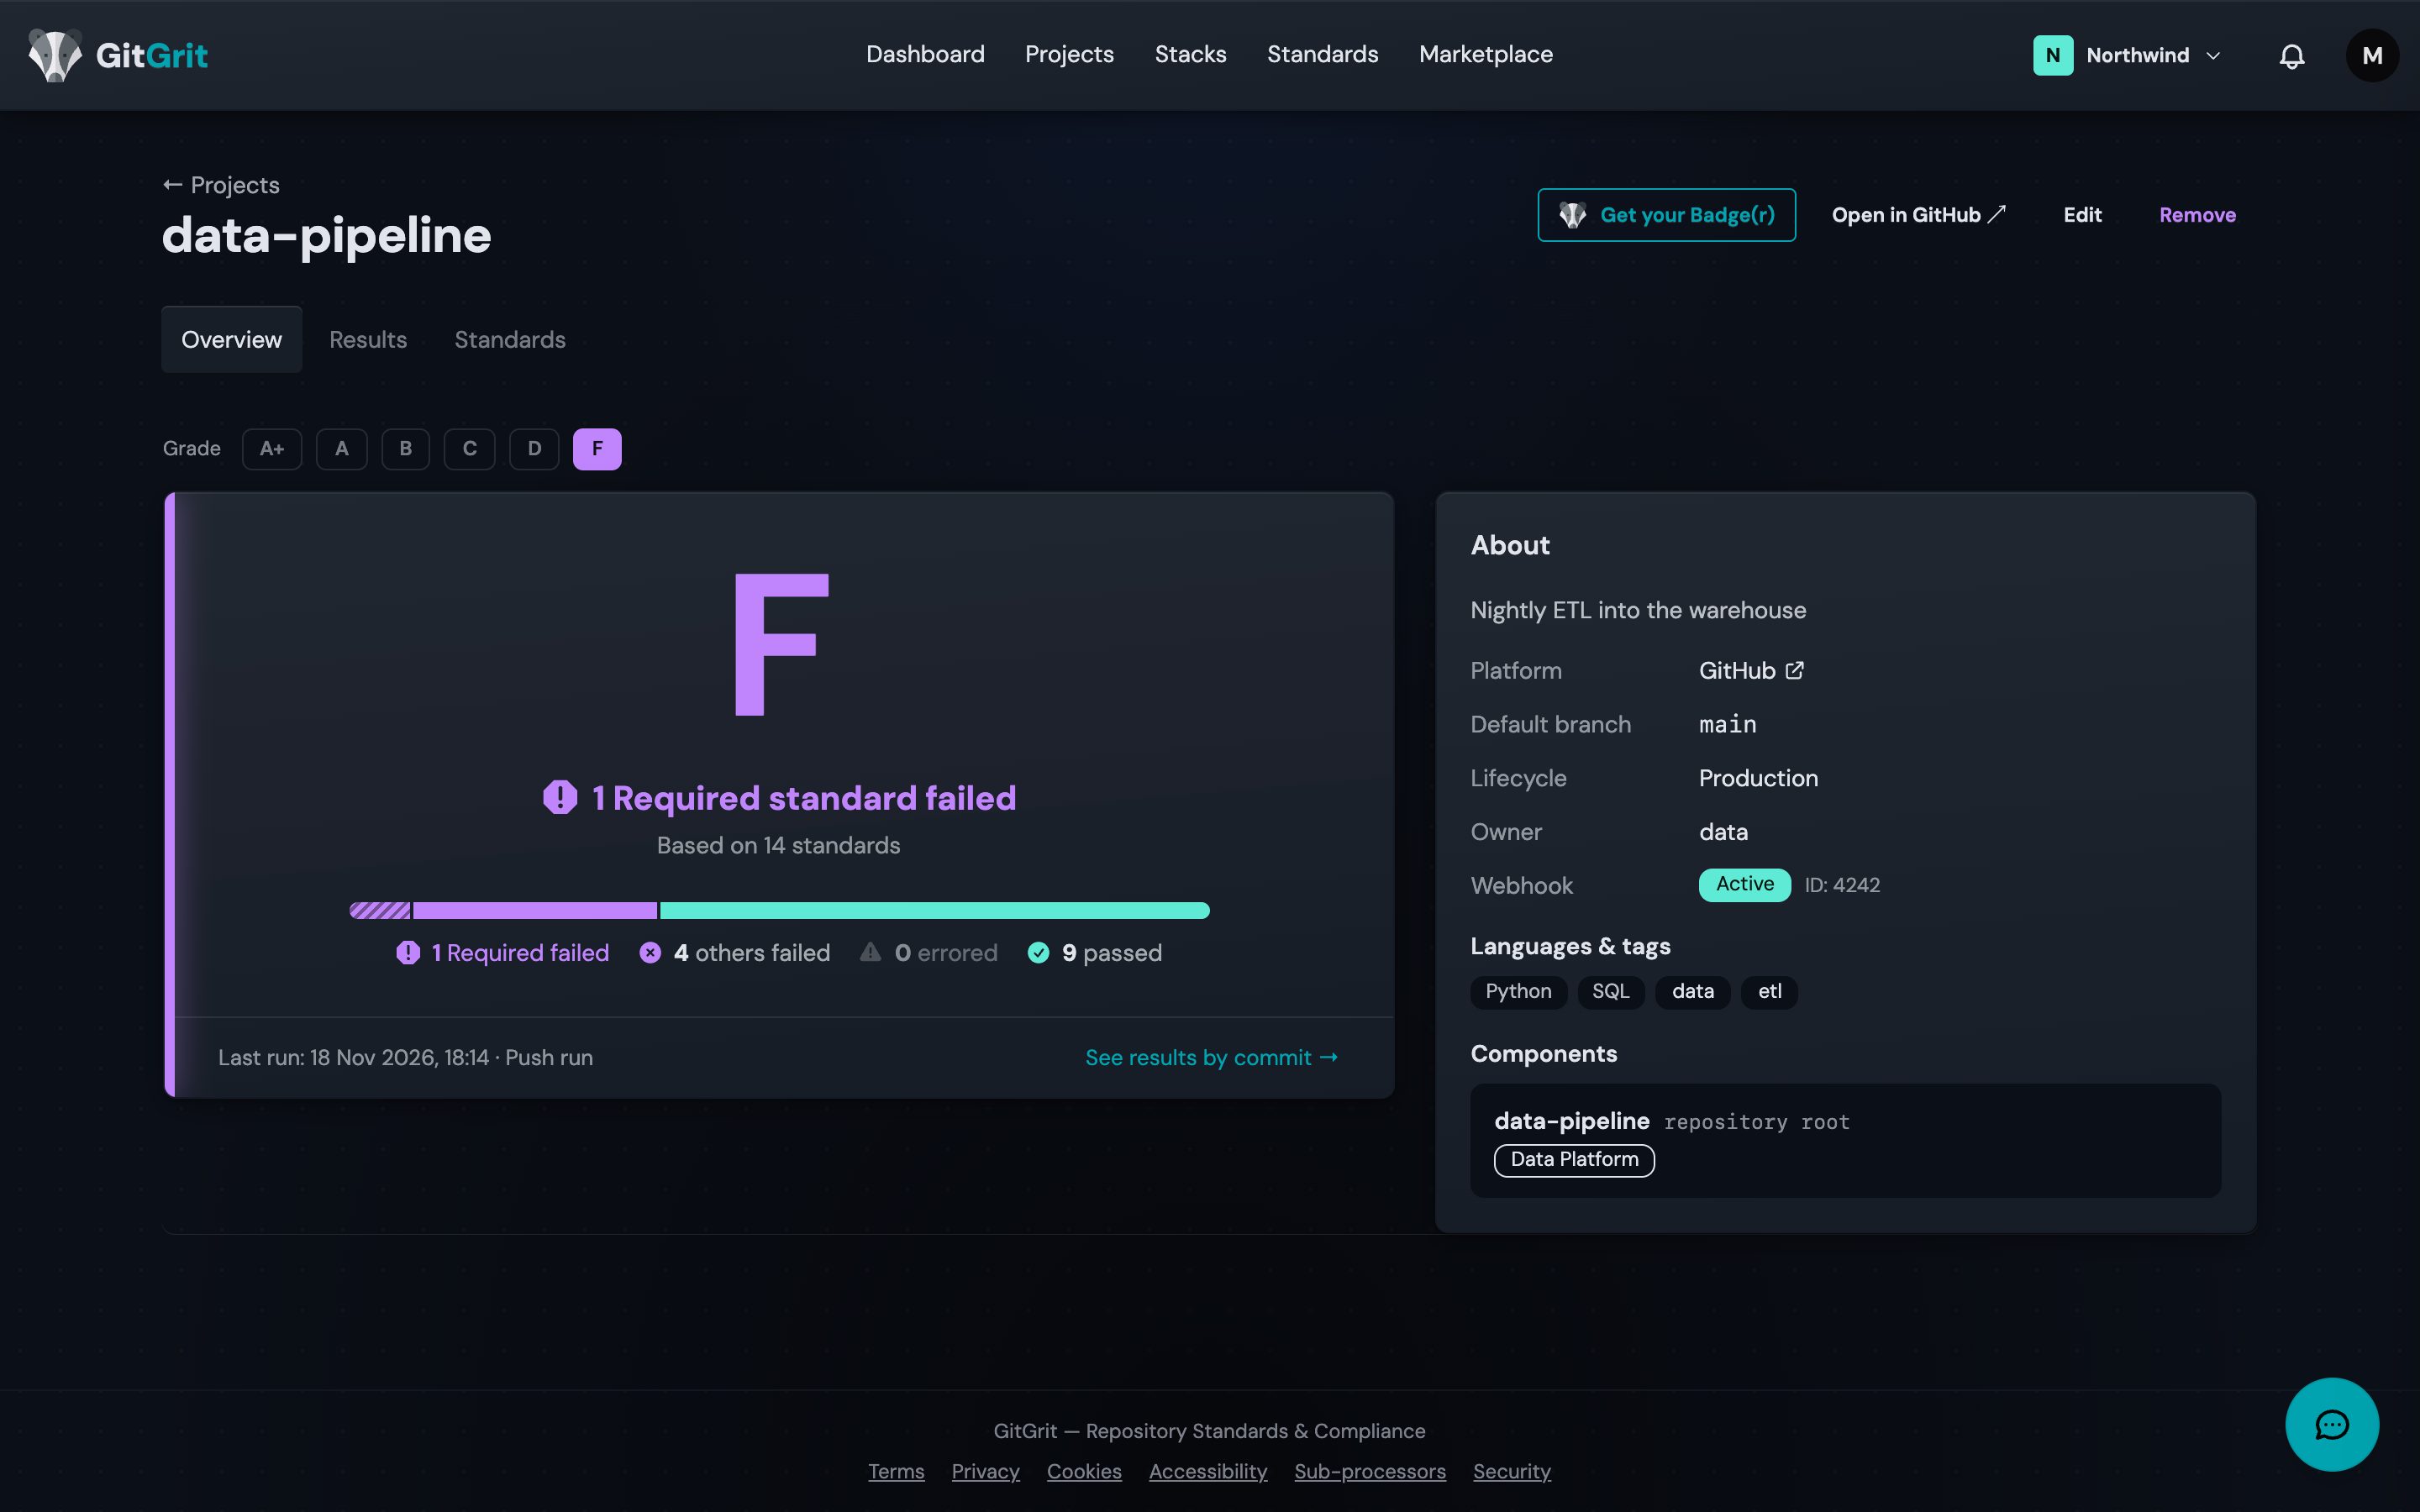 GitGrit
Dashboard Projects Stacks Standards Marketplace
N Northwind
M
← Projects
data-pipeline
Get your Badge(r)
Open in GitHub ↗
Edit
Remove
Overview Results Standards
Grade A+ A B C D F
F
1 Required standard failed
Based on 14 standards
1 Required failed 4 others failed 0 errored 9 passed
Last run: 18 Nov 2026, 18:14 · Push run
See results by commit →
About
Nightly ETL into the warehouse
Platform GitHub
Default branch main
Lifecycle Production
Owner data
Webhook Active ID: 4242
Languages & tags
Python SQL data etl
Components
data-pipeline repository root
Data Platform
GitGrit — Repository Standards & Compliance
Terms Privacy Cookies Accessibility Sub-processors Security